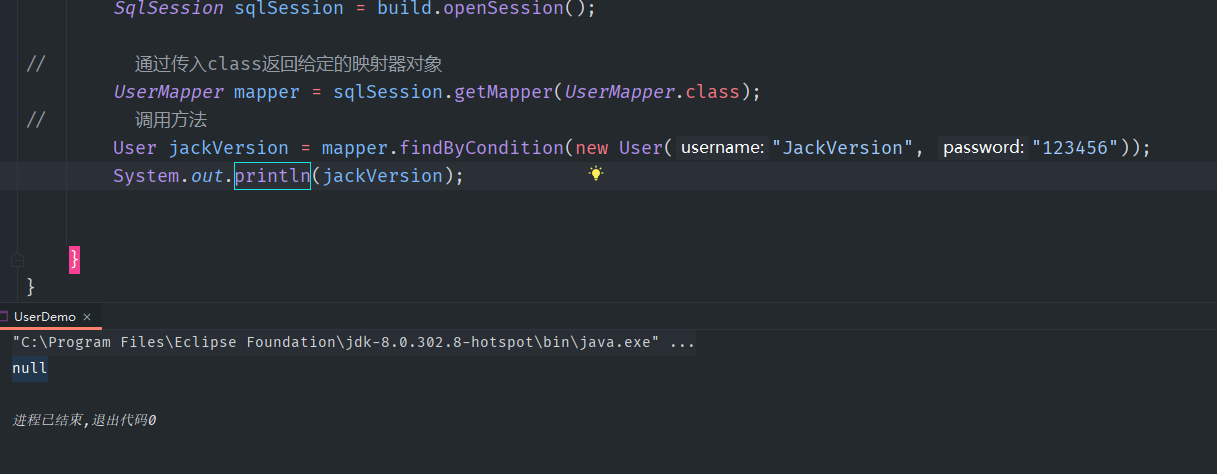 SqlSession sqlSession = build.openSession();
// 通过传入class返回给定的映射器对象
UserMapper mapper = sqlSession.getMapper(UserMapper.class);
// 调用方法
User jackVersion = mapper.findByCondition(new User( username: "JackVersion", password: "123456"));
System.out.println(jackVersion);
}
}
UserDemo ×
"C:\Program Files\Eclipse Foundation\jdk-8.0.302.8-hotspot\bin\java.exe" ...
null
进程已结束,退出代码0